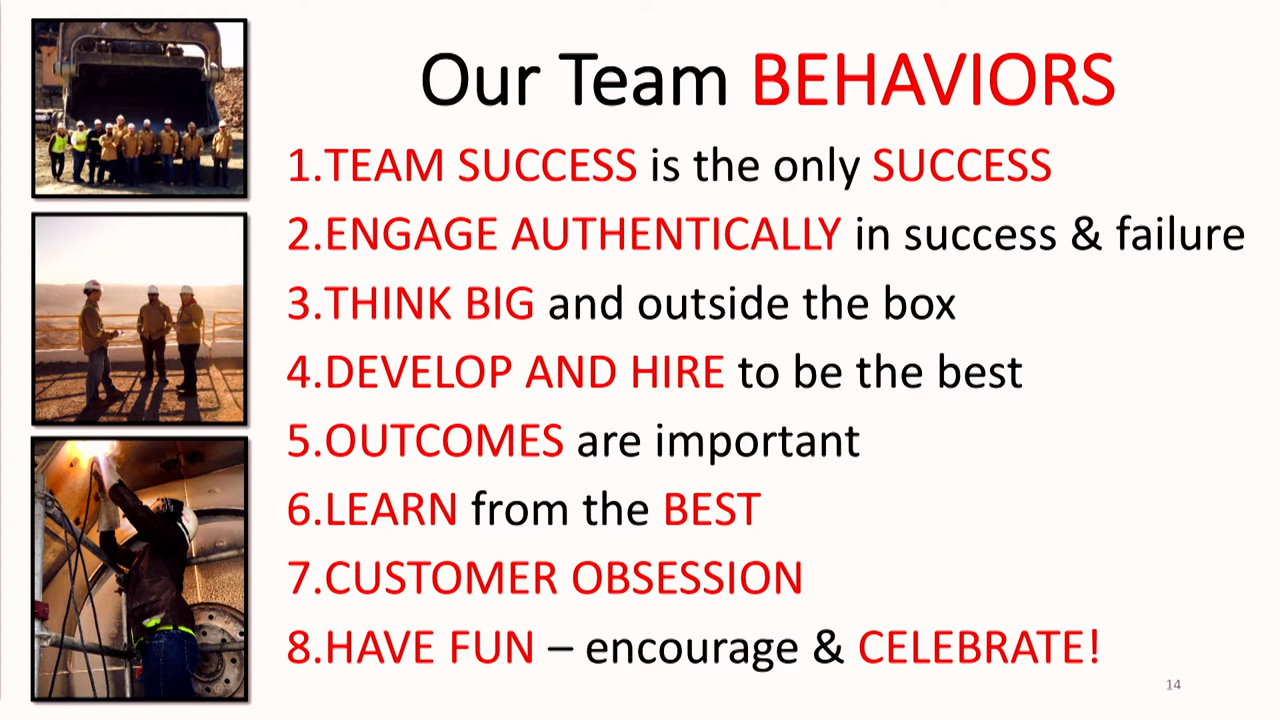 Our Team BEHAVIORS
1.TEAM SUCCESS is the only SUCCESS
2.ENGAGE AUTHENTICALLY in success & failure
3.THINK BIG and outside the box
4.DEVELOP AND HIRE to be the best
5.OUTCOMES are important
6.LEARN from the BEST
7.CUSTOMER OBSESSION
8.HAVE FUN – encourage & CELEBRATE!
14